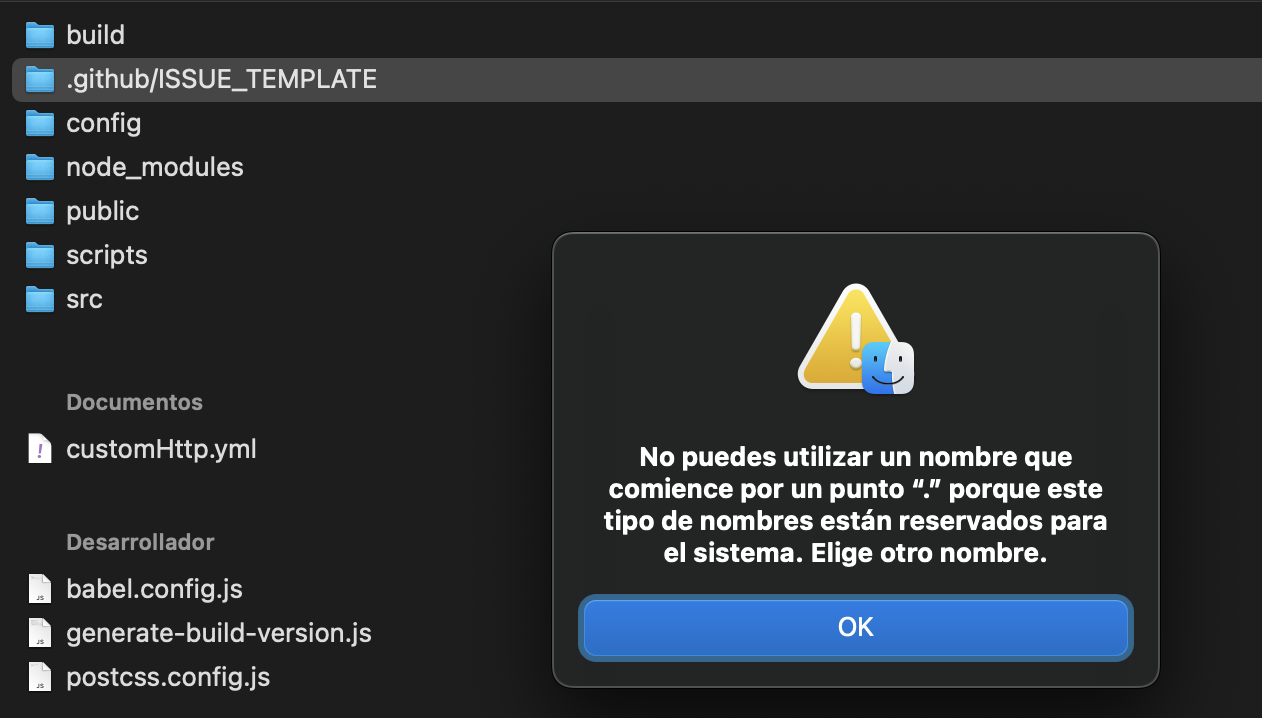 build
.github/ISSUE_TEMPLATE
config
node_modules
public
scripts
src
Documentos
customHttp.yml
Desarrollador
babel.config.js
generate-build-version.js
postcss.config.js
No puedes utilizar un nombre que
comience por un punto “.” porque este
tipo de nombres están reservados para
el sistema. Elige otro nombre.
OK